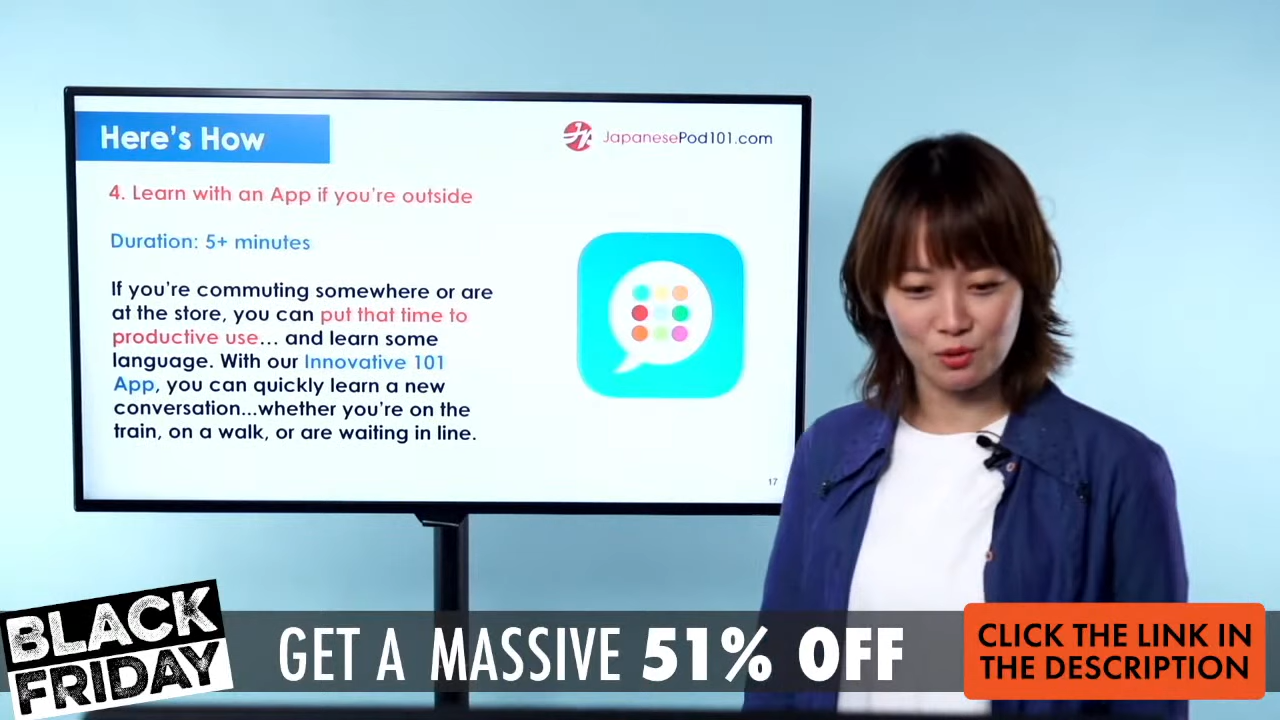 Here's How
JapanesePod101.com
4. Learn with an App if you're outside
Duration: 5+ minutes
If you're commuting somewhere or are
at the store, you can put that time to
productive use... and learn some
language. With our Innovative 101
App, you can quickly learn a new
conversation...whether you're on the
train, on a walk, or are waiting in line.
17
BLACK
FRIDAY
GET A MASSIVE 51% OFF
CLICK THE LINK IN
THE DESCRIPTION